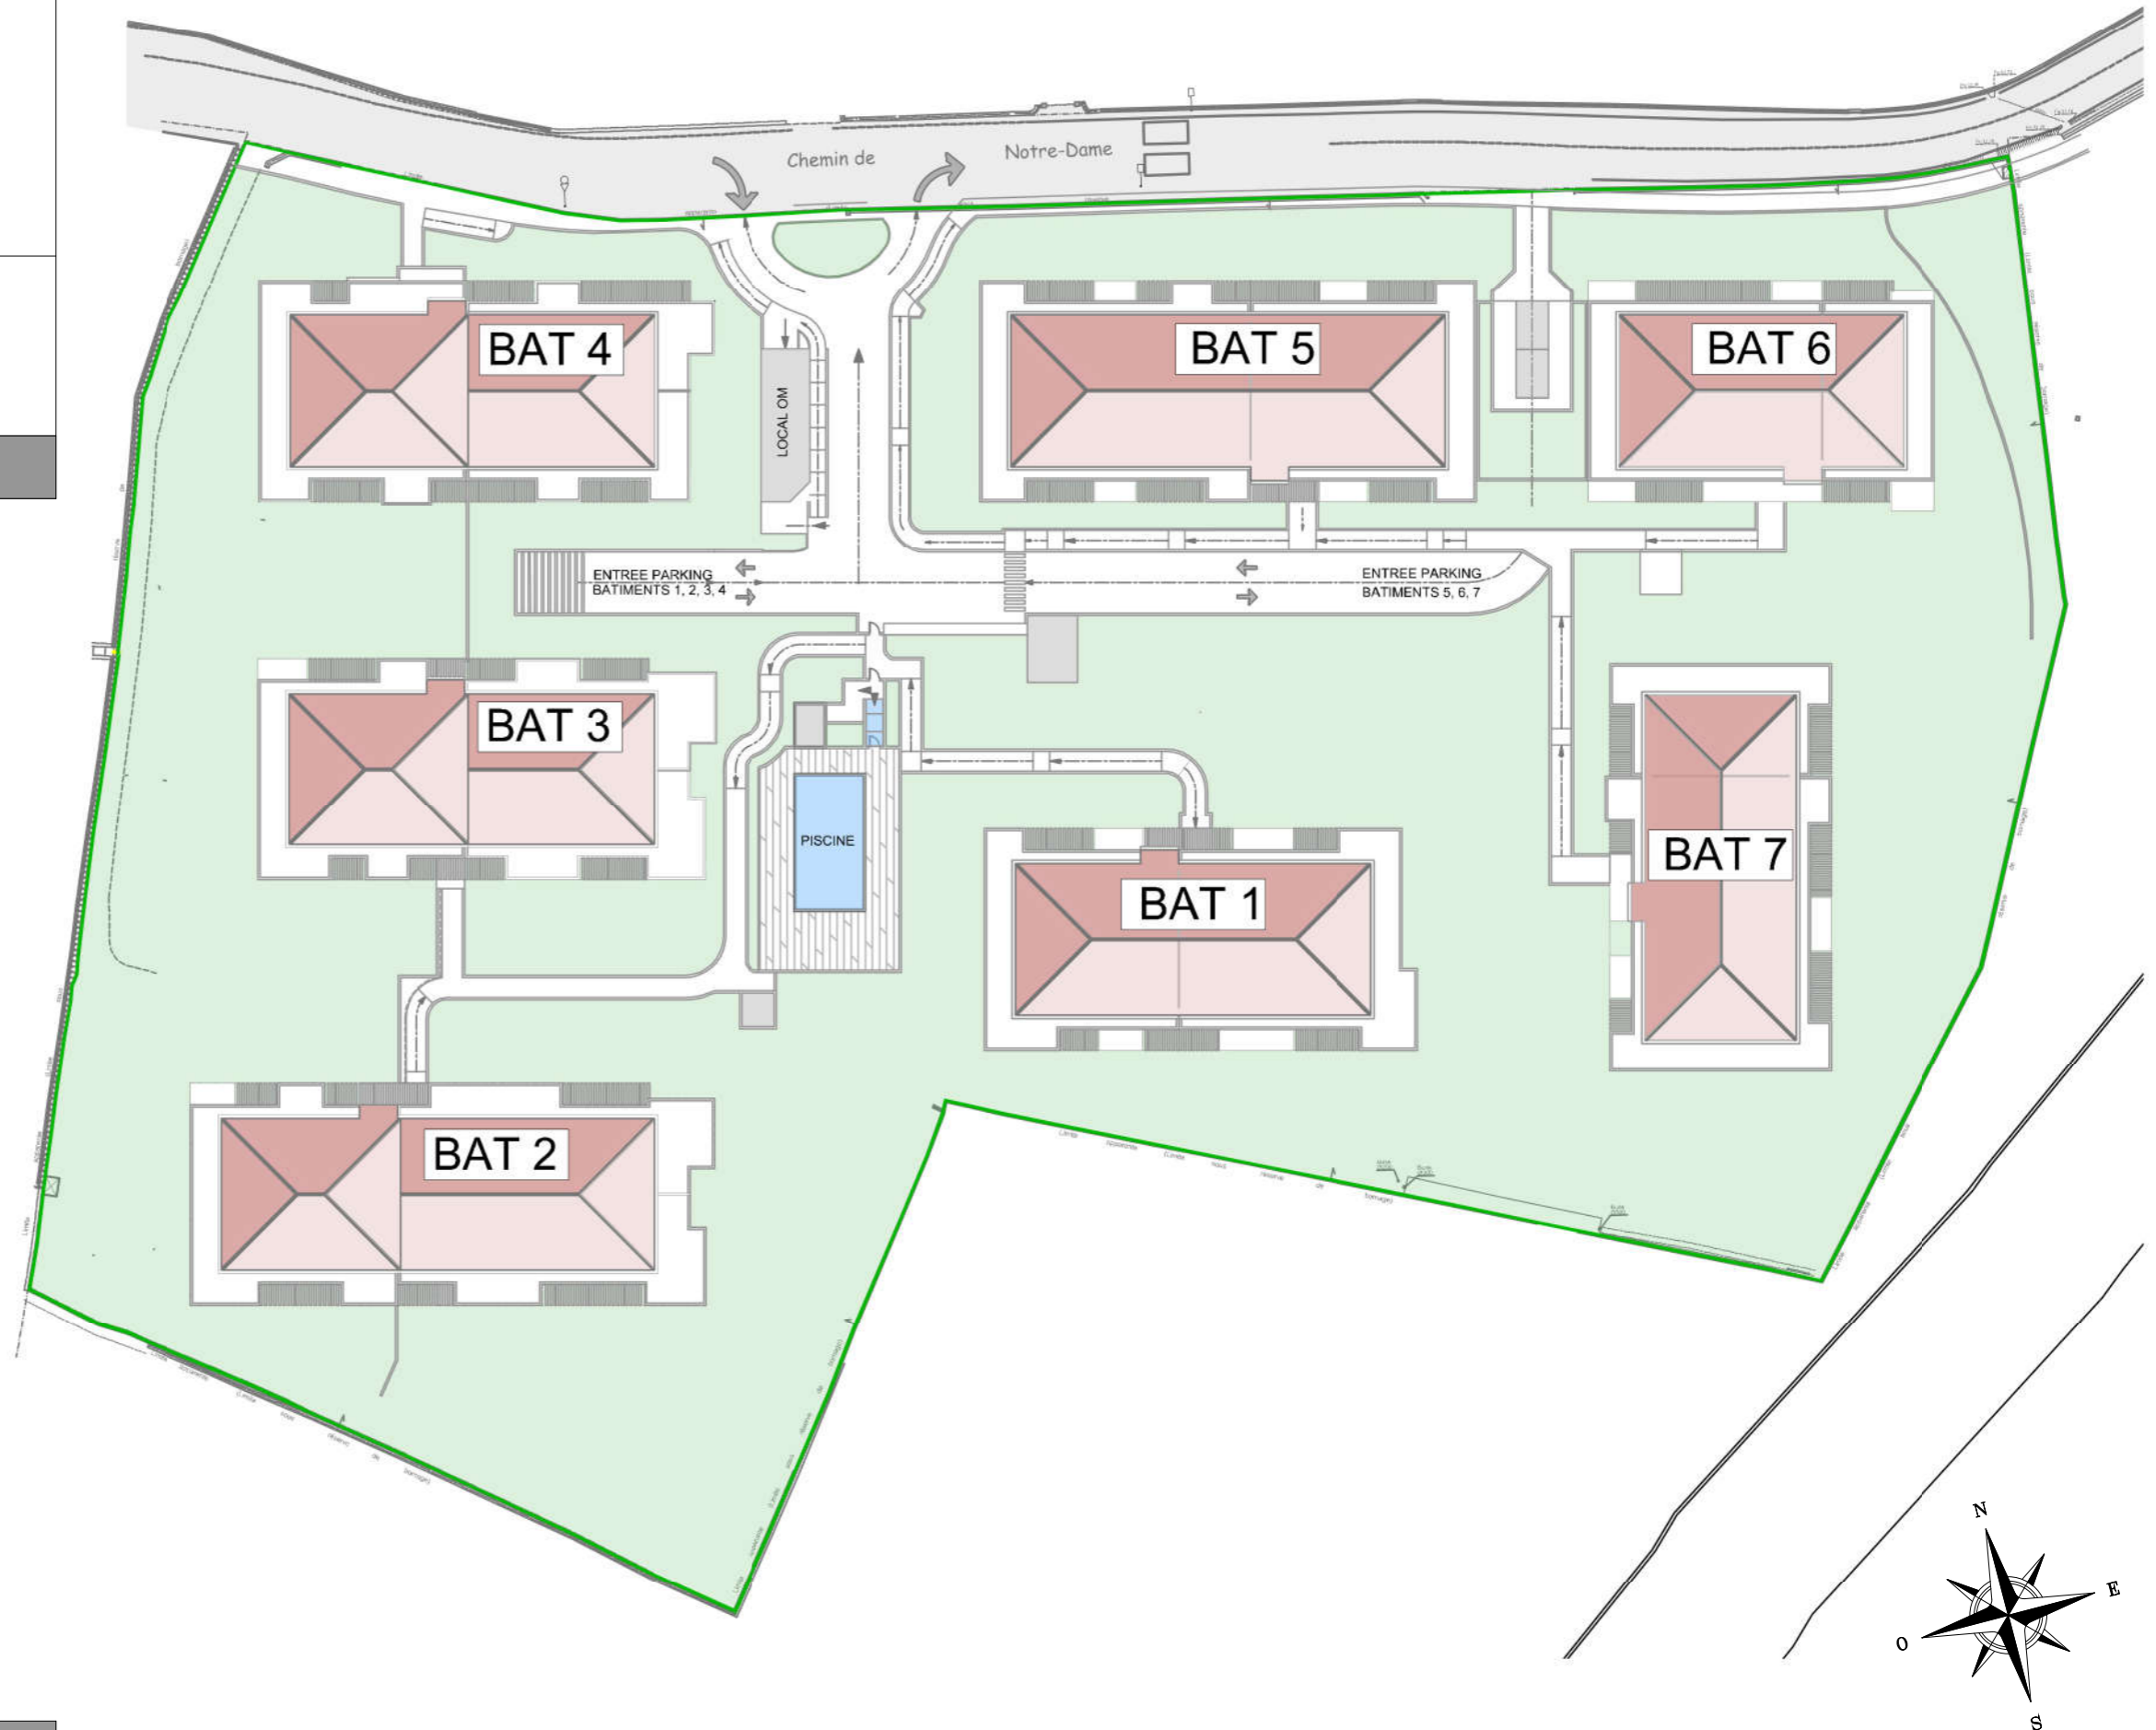 Chemin de
Notre-Dame
BAT 4
BAT 5
BAT 6
LOCAL OM
ENTREE PARKING
BATIMENTS 1, 2, 3, 4
ENTREE PARKING
BATIMENTS 5, 6, 7
BAT 3
PISCINE
BAT 7
BAT 1
BAT 2
N
E
O
S